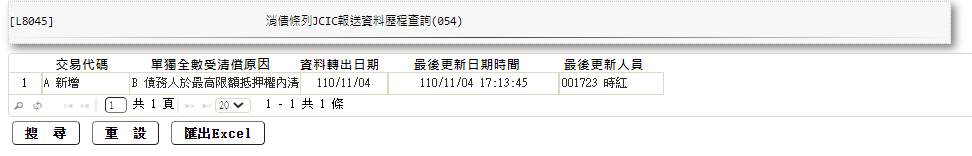 [L8045] 消債條列JCIC報送資料歷程查詢(054)
交易代碼 單獨全數受清償原因 資料轉出日期 最後更新日期時間 最後更新人員
1 A 新增 B 債務人於最高限額抵押權內清 110/11/04 110/11/04 17:13:45 001723 時紅
1 共 1 頁 20 1 - 1 共 1 條
搜 尋 重 設 匯出Excel